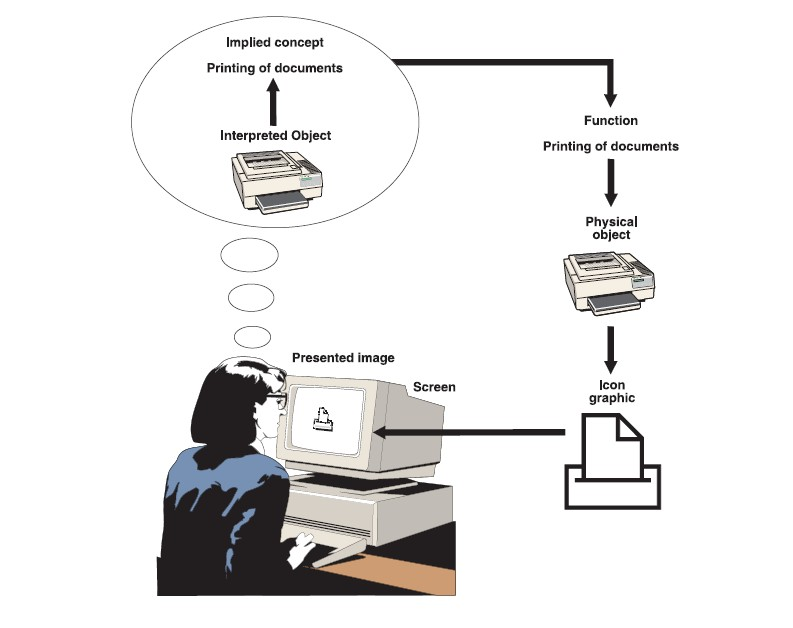 Implied concept
Printing of documents
Interpreted Object
Function
Printing of documents
Physical
object
Presented image
Screen
Icon
graphic